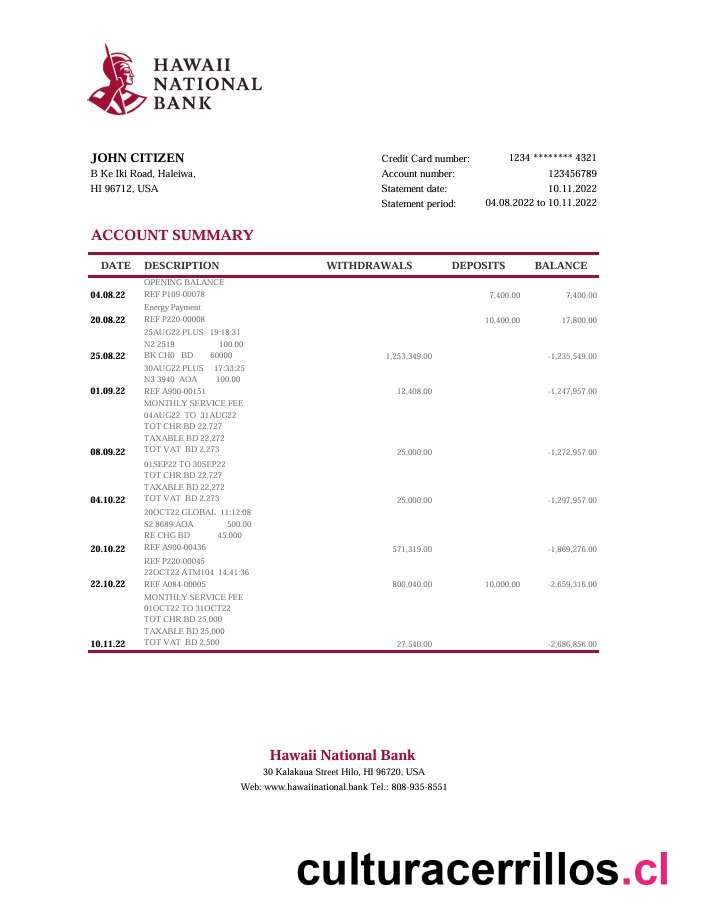 HAWAII
NATIONAL
BANK
JOHN CITIZEN
B Ke Iki Road, Haleiwa,
HI 96712, USA
Credit Card number: 1234 ******** 4321
Account number: 123456789
Statement date: 10.11.2022
Statement period: 04.08.2022 to 10.11.2022
ACCOUNT SUMMARY
DATE DESCRIPTION WITHDRAWALS DEPOSITS BALANCE
OPENING BALANCE
04.08.22 REF P109-00078 7,400.00 7,400.00
Energy Payment
20.08.22 REF P220-00008 10,400.00 17,800.00
25AUG22 PLUS 19:18:31
N2 2519 100.00
25.08.22 BK CH0 BD 60000 1,253,349.00 -1,235,549.00
30AUG22 PLUS 17:33:25
N3 3940 AOA 100.00
01.09.22 REF A900-00151 12,408.00 -1,247,957.00
MONTHLY SERVICE FEE
04AUG22 TO 31AUG22
TOT CHR BD 22,727
TAXABLE BD 22,272
08.09.22 TOT VAT BD 2,273 25,000.00 -1,272,957.00
01SEP22 TO 30SEP22
TOT CHR BD 22,727
TAXABLE BD 22,272
04.10.22 TOT VAT BD 2,273 25,000.00 -1,297,957.00
20OCT22 GLOBAL 11:12:08
S2 8689 AOA 500.00
RE CHG BD 45.000
20.10.22 REF A900-00436 571,319.00 -1,869,276.00
REF P220-00045
22OCT22 ATM104 14:41:36
22.10.22 REF A084-00005 800,040.00 10,000.00 -2,659,316.00
MONTHLY SERVICE FEE
01OCT22 TO 31OCT22
TOT CHR BD 25,000
TAXABLE BD 25,000
10.11.22 TOT VAT BD 2,500 27,540.00 -2,686,856.00
Hawaii National Bank
30 Kalakaua Street Hilo, HI 96720, USA
Web: www.hawaiinational.bank Tel.: 808-935-8551
culturacerrillos.cl